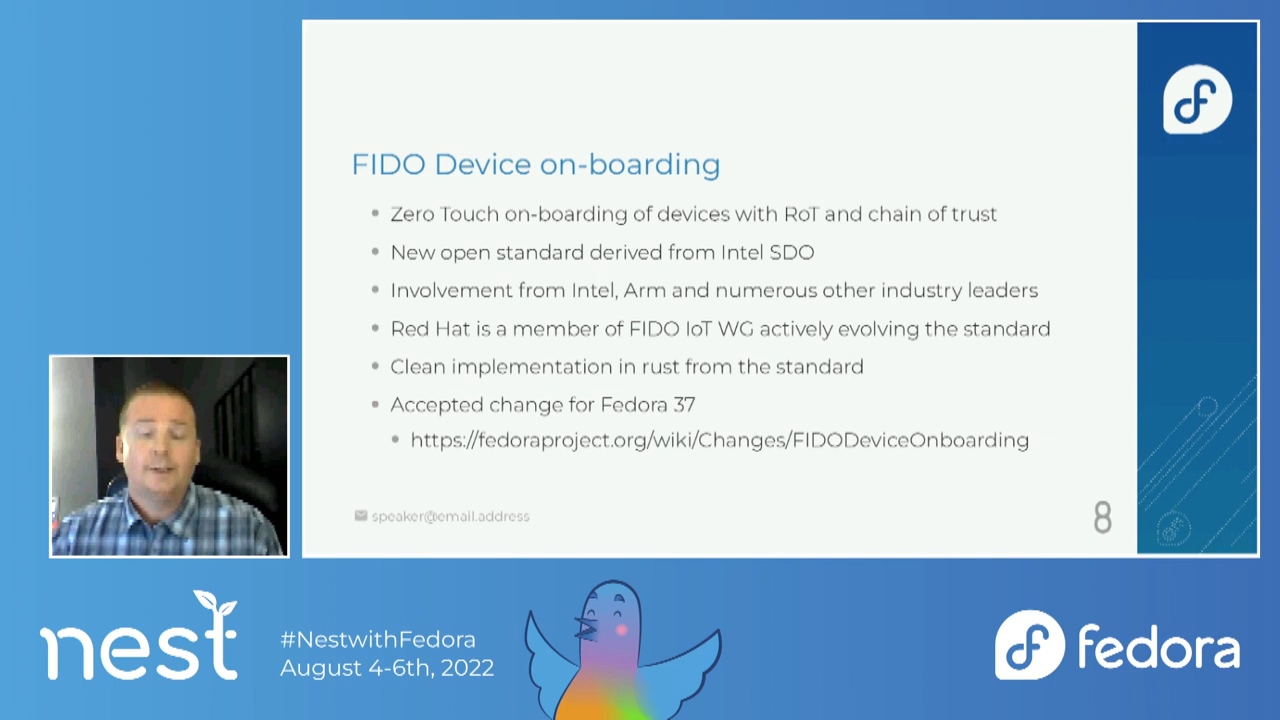 FIDO Device on-boarding
Zero Touch on-boarding of devices with RoT and chain of trust
New open standard derived from Intel SDO
Involvement from Intel, Arm and numerous other industry leaders
Red Hat is a member of FIDO IoT WG actively evolving the standard
Clean implementation in rust from the standard
Accepted change for Fedora 37
https://fedoraproject.org/wiki/Changes/FIDODeviceOnboarding
speaker@email.address
8
nest
#NestwithFedora
August 4-6th, 2022
fedora